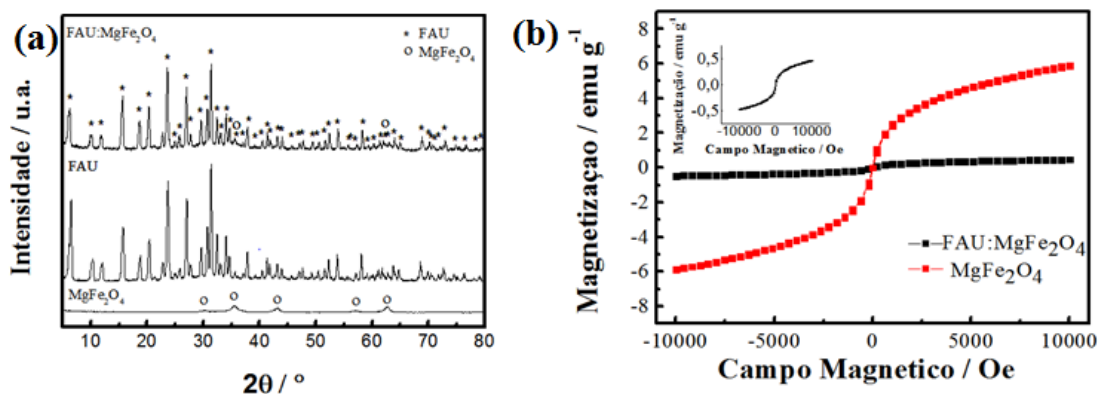 (a)
FAU:MgFe₂O₄
* FAU
o MgFe₂O₄
FAU
MgFe₂O₄
Intensidade / u.a.
10 20 30 40 50 60 70 80
2θ / °
(b)
Magnetizaçao / emu g⁻¹
8
6
4
2
0
-2
-4
-6
-8
Magnetização / emu g⁻¹
0,5
0,0
-0,5
-10000 0 10000
Campo Magnetico / Oe
FAU:MgFe₂O₄
MgFe₂O₄
-10000 -5000 0 5000 10000
Campo Magnetico / Oe